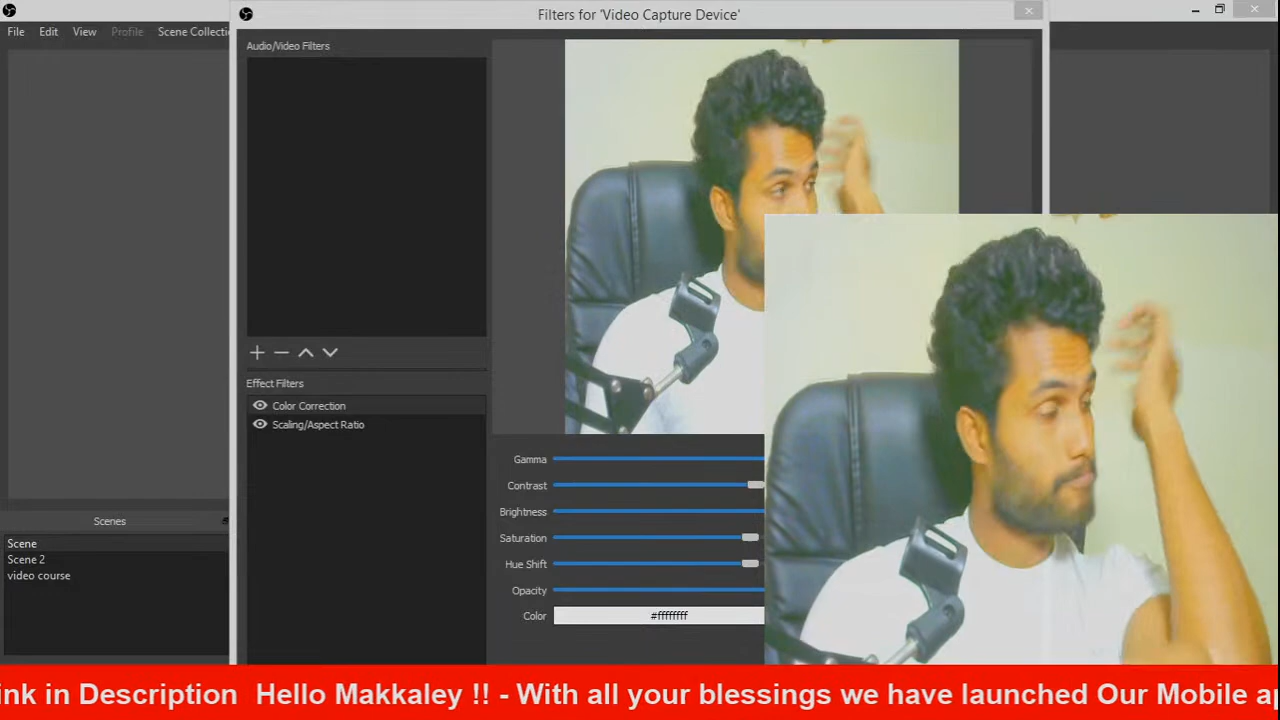 Filters for 'Video Capture Device'
File Edit View Profile Scene Collecti
Audio/Video Filters
Effect Filters
Color Correction
Scaling/Aspect Ratio
Gamma
Contrast
Brightness
Saturation
Hue Shift
Opacity
Color #ffffffff
Scenes
Scene
Scene 2
video course
ink in Description Hello Makkaley !! - With all your blessings we have launched Our Mobile ap